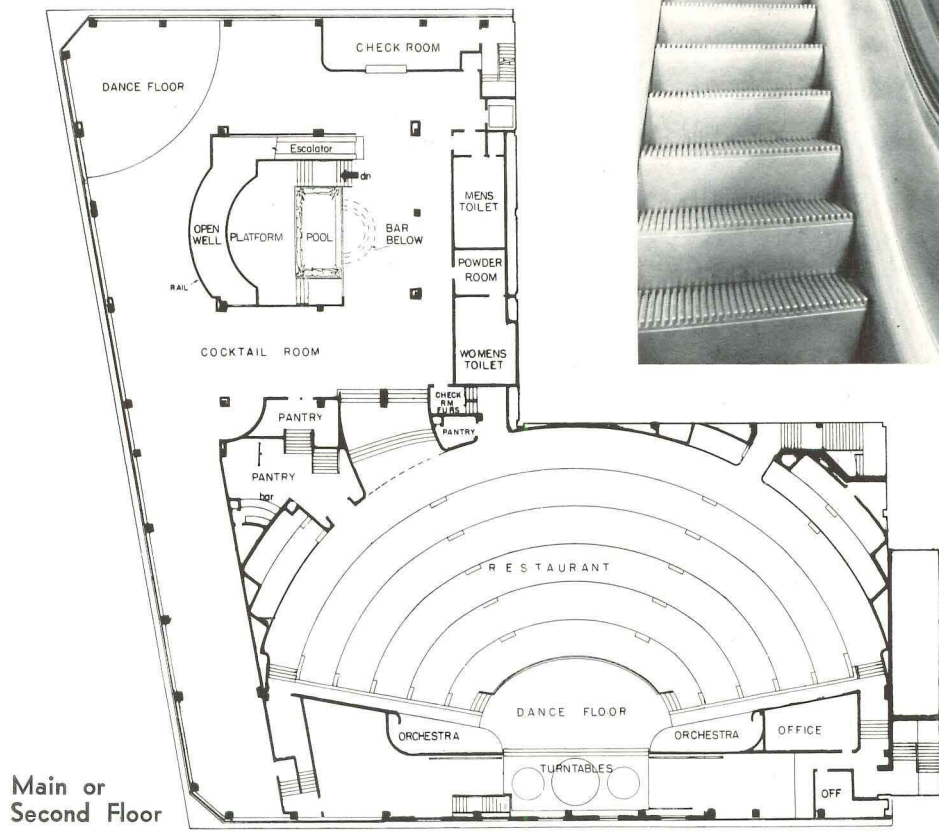 CHECK ROOM
DANCE FLOOR
Escalator
dn
MENS
TOILET
OPEN
WELL
PLATFORM
POOL
BAR
BELOW
POWDER
ROOM
RAIL
COCKTAIL ROOM
WOMENS
TOILET
CHECK
RM
FURS
PANTRY
PANTRY
PANTRY
bar
RESTAURANT
DANCE FLOOR
ORCHESTRA
ORCHESTRA
OFFICE
TURNTABLES
OFF
Main or
Second Floor